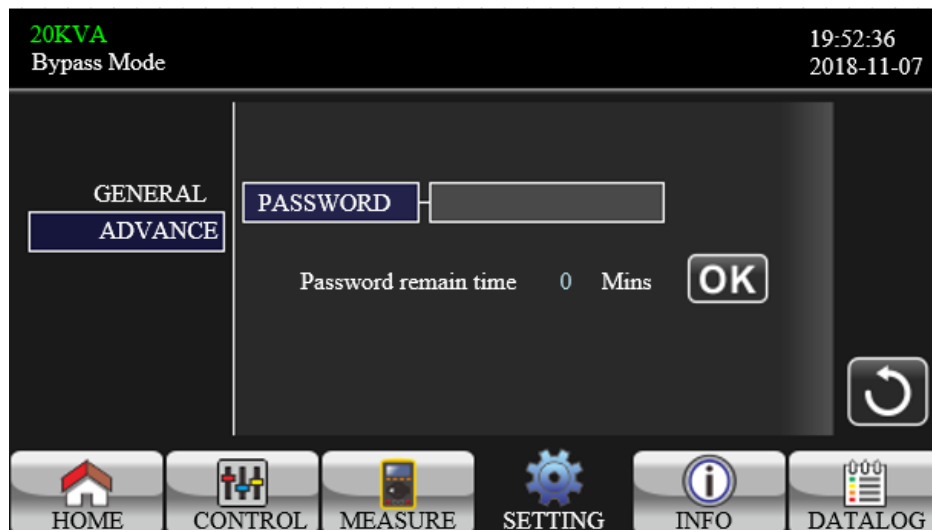 20KVA
Bypass Mode
19:52:36
2018-11-07
GENERAL
ADVANCE
PASSWORD
Password remain time 0 Mins
OK
HOME
CONTROL
MEASURE
SETTING
INFO
DATALOG